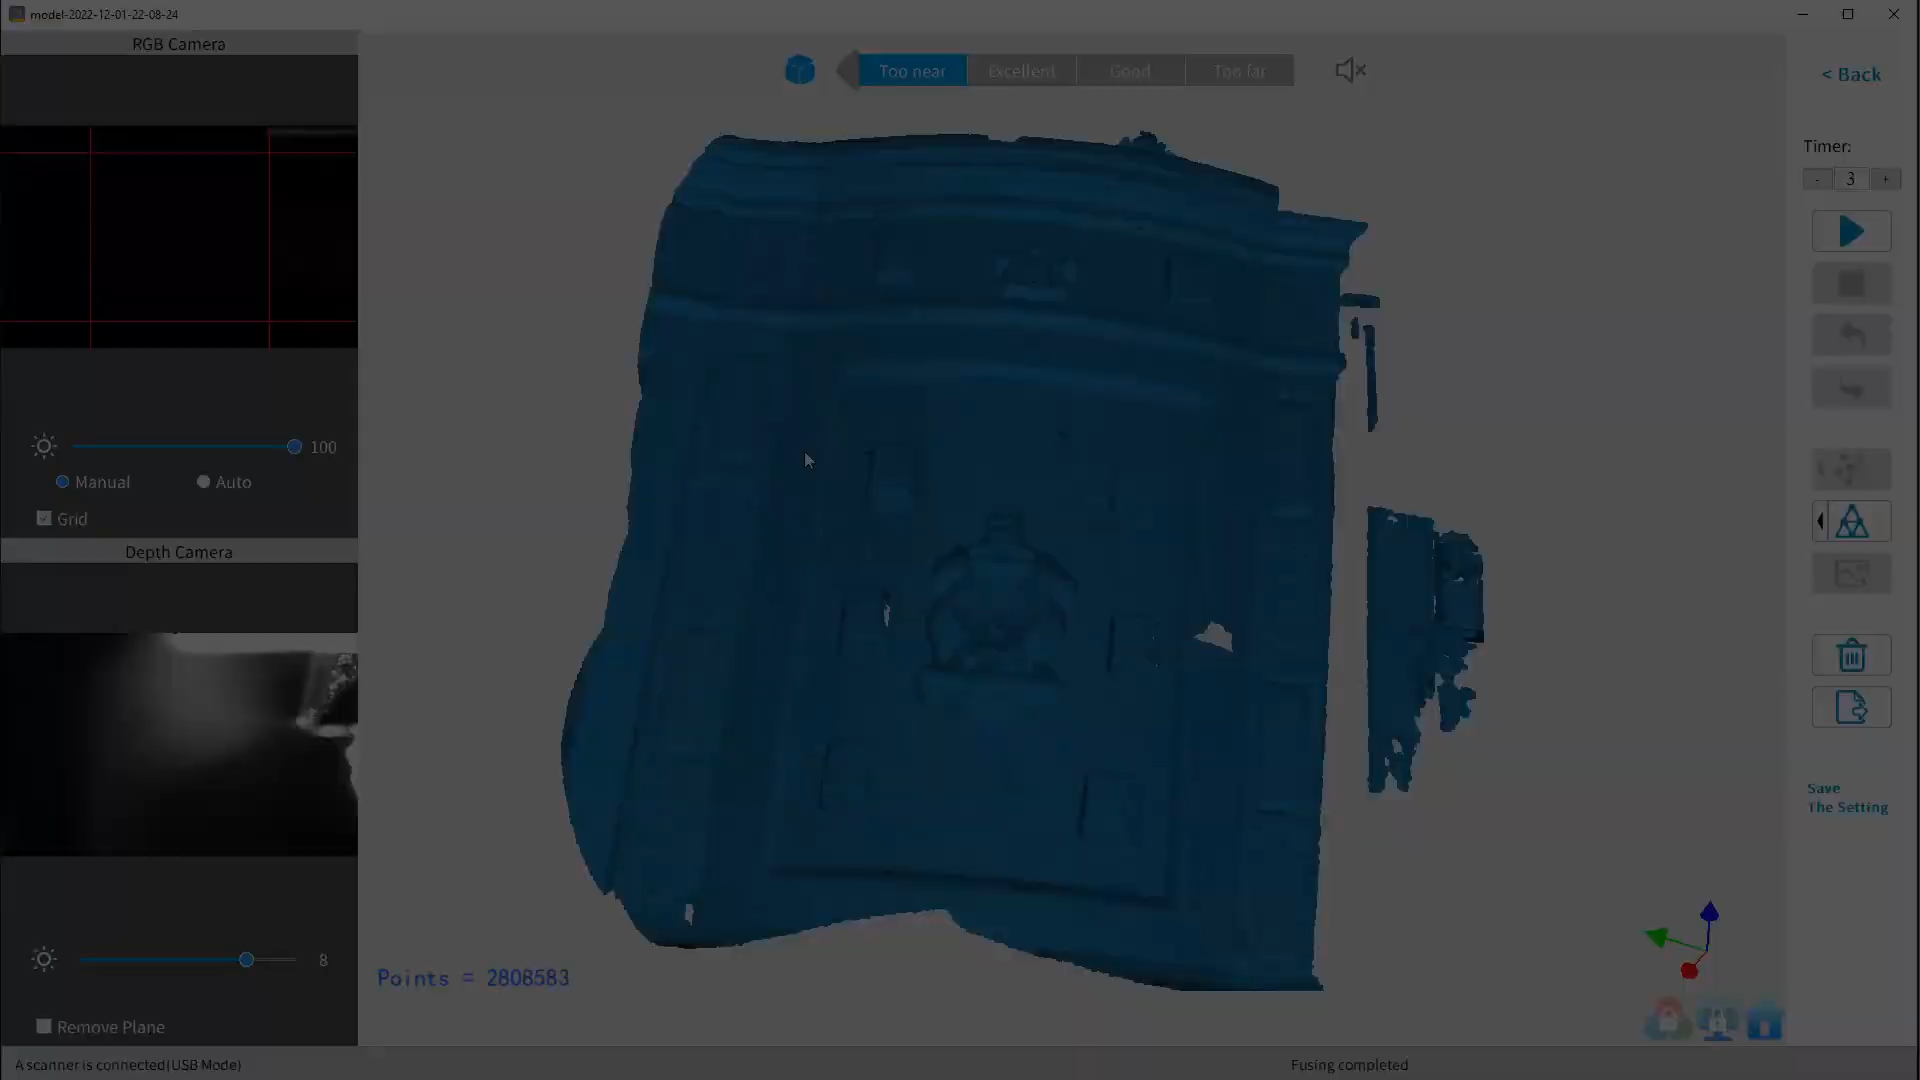 model-2022-12-01-22-08-24
RGB Camera
Too near
Excellent
Good
Too far
< Back
Timer:
- 3 +
100
Manual
Auto
Grid
Depth Camera
Save
The Setting
Points = 2808583
8
Remove Plane
A scanner is connected(USB Mode)
Fusing completed